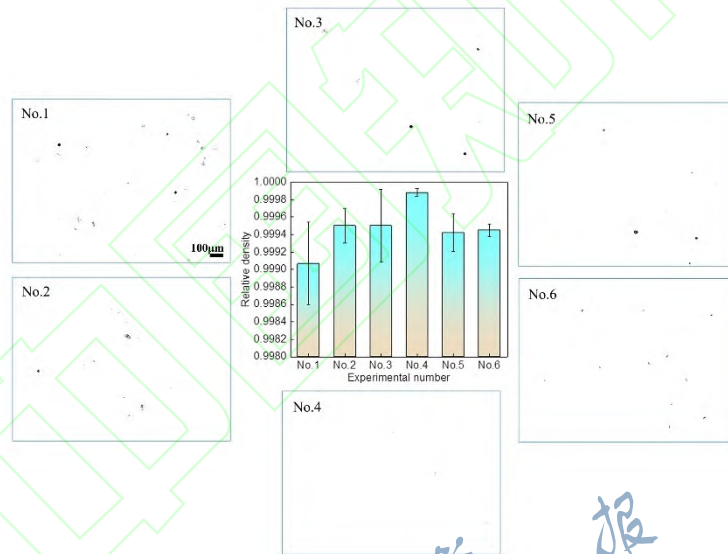 No.3
No.1
100μm
No.5
No.2
No.6
No.4
Relative density
1.0000
0.9998
0.9996
0.9994
0.9992
0.9990
0.9988
0.9986
0.9984
0.9982
0.9980
No.1 No.2 No.3 No.4 No.5 No.6
Experimental number
报